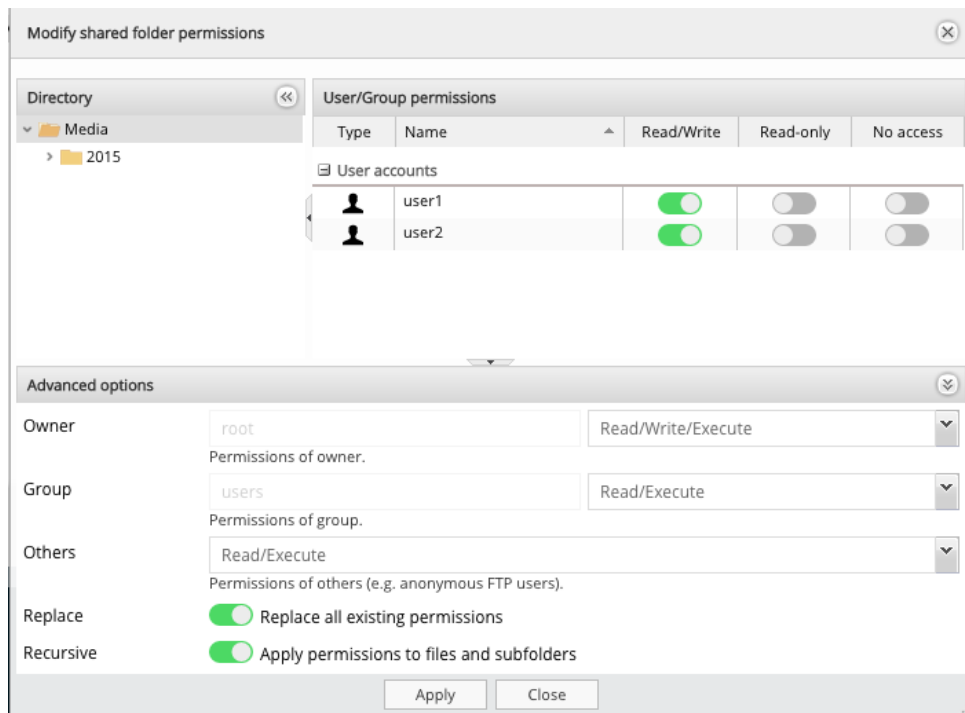 Modify shared folder permissions
Directory
User/Group permissions
Media
Type Name Read/Write Read-only No access
2015
User accounts
user1
user2
Advanced options
Owner root Read/Write/Execute
Permissions of owner.
Group users Read/Execute
Permissions of group.
Others Read/Execute
Permissions of others (e.g. anonymous FTP users).
Replace Replace all existing permissions
Recursive Apply permissions to files and subfolders
Apply Close